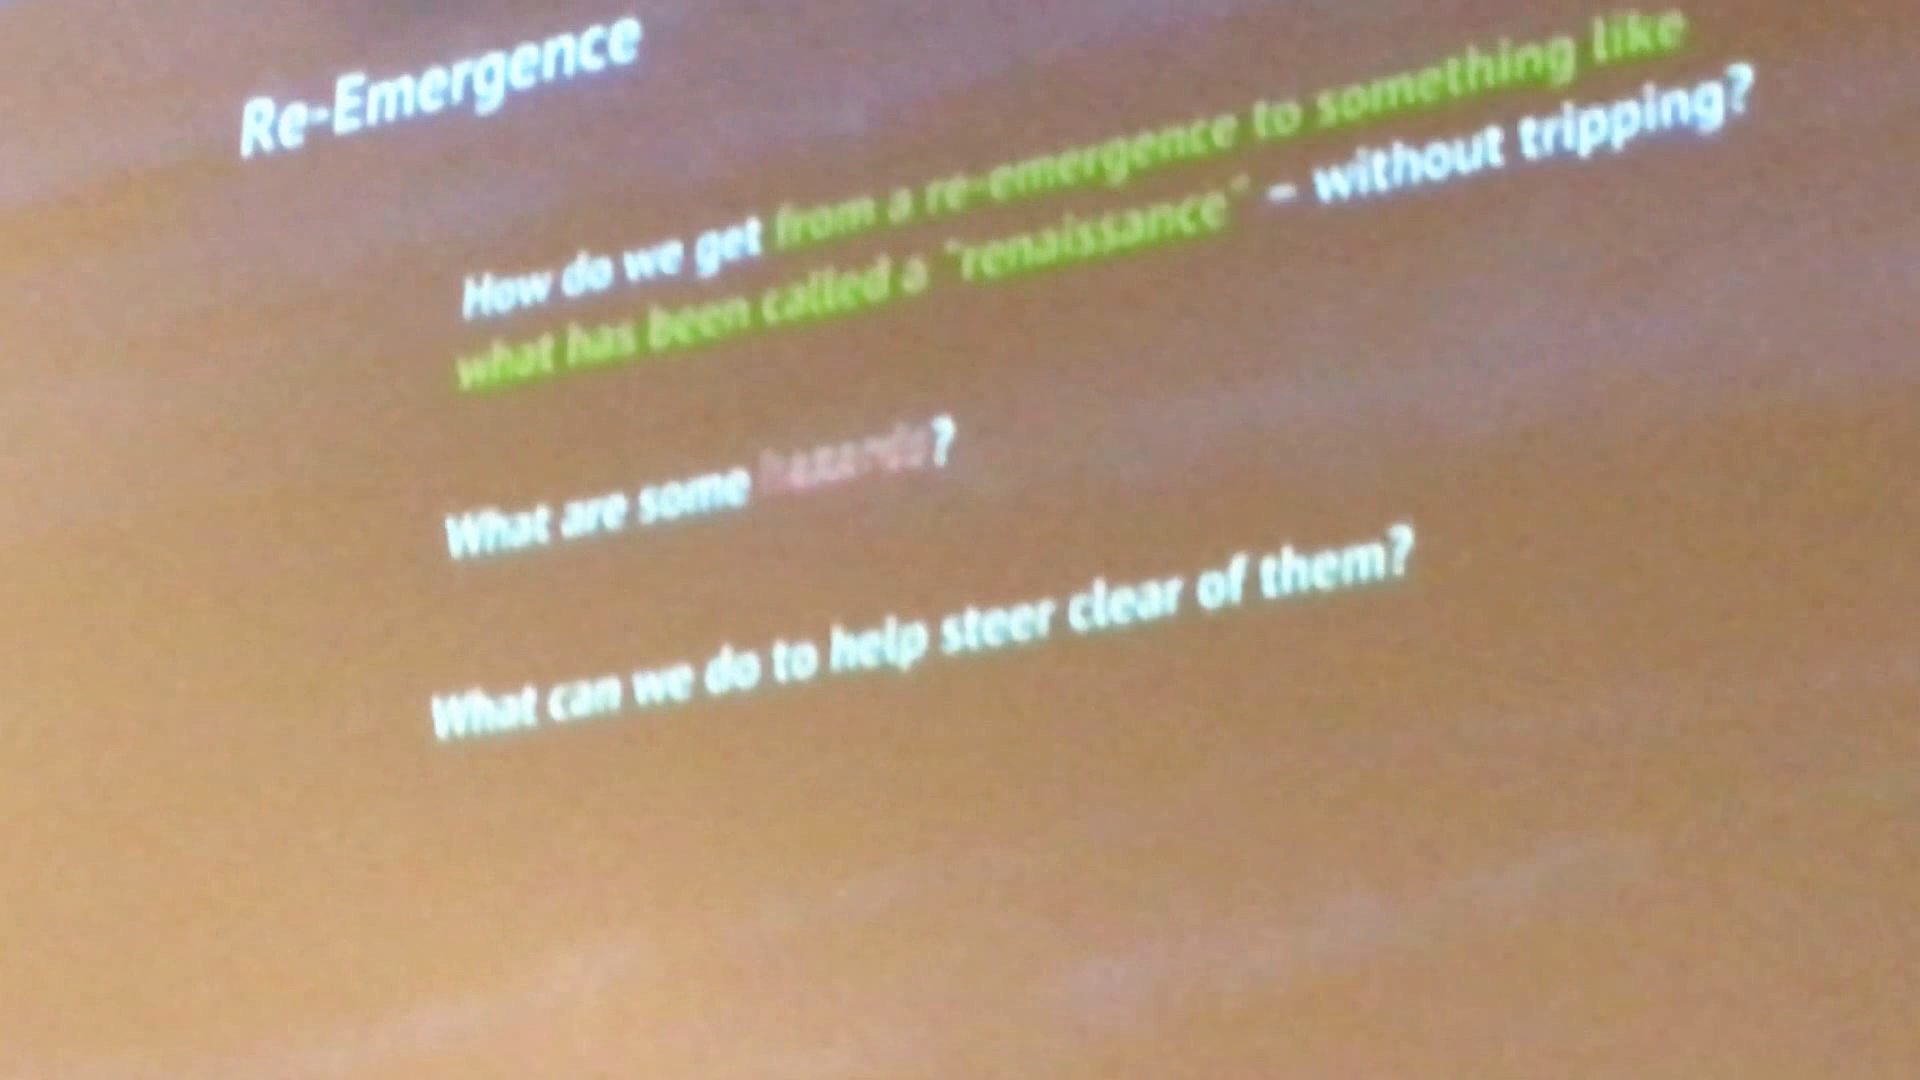 Re-Emergence
How do we get from a re-emergence to something like
what has been called a "renaissance" – without tripping?
What are some hazards?
What can we do to help steer clear of them?